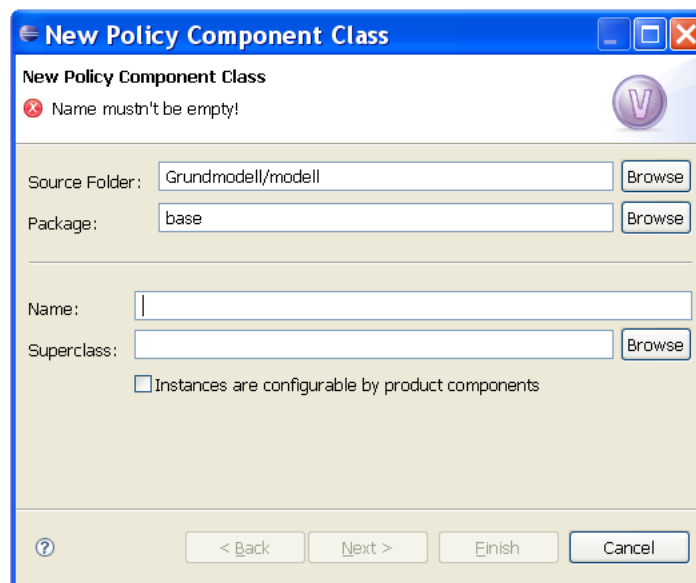 New Policy Component Class
New Policy Component Class
Name mustn't be empty!
V
Source Folder: Grundmodell/modell Browse
Package: base Browse
Name:
Superclass: Browse
Instances are configurable by product components
? < Back Next > Finish Cancel